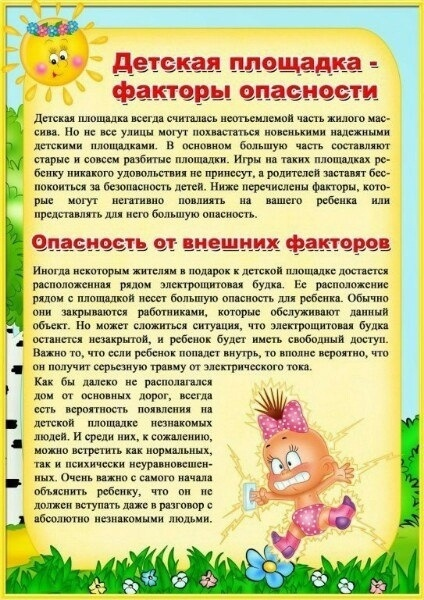 Детская площадка -
факторы опасности
Детская площадка всегда считалась неотъемлемой часть жилого мас-
сива. Но не все улицы могут похвастаться новенькими надежными
детскими площадками. В основном большую часть составляют
старые и совсем разбитые площадки. Игры на таких площадках ре-
бенку никакого удовольствия не принесут, а родителей заставят бес-
покоиться за безопасность детей. Ниже перечислены факторы, кото-
рые могут негативно повлиять на вашего ребенка или
представлять для него большую опасность.
Опасность от внешних факторов
Иногда некоторым жителям в подарок к детской площадке достается
расположенная рядом электрощитовая будка. Ее расположение
рядом с площадкой несет большую опасность для ребенка. Обычно
они закрываются работниками, которые обслуживают данный
объект. Но может сложиться ситуация, что электрощитовая будка
останется незакрытой, и ребенок будет иметь свободный доступ.
Важно то, что если ребенок попадет внутрь, то вполне вероятно, что
он получит серьезную травму от электрического тока.
Как бы далеко не располагался
дом от основных дорог, всегда
есть вероятность появления на
детской площадке незнакомых
людей. И среди них, к сожалению,
можно встретить как нормальных,
так и психически неуравновешен-
ных. Очень важно с самого начала
объяснить ребенку, что он не
должен вступать даже в разговор с
абсолютно незнакомыми людьми.